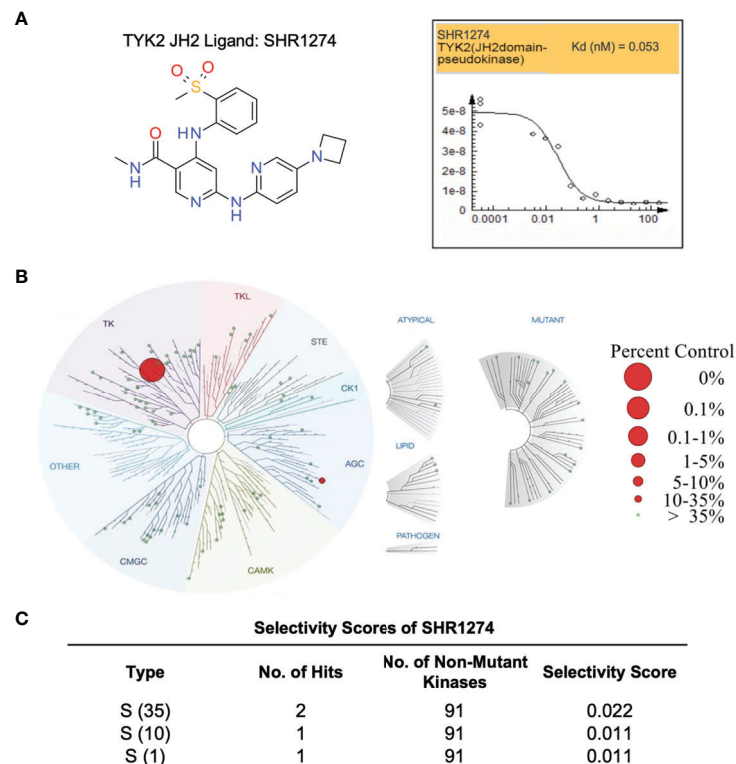 A
TYK2 JH2 Ligand: SHR1274
O
O
S
HN
O
N
H
N
N
H
N
N
SHR1274
TYK2(JH2domain-
pseudokinase)
Kd (nM) = 0.053
5e-8
4e-8
3e-8
2e-8
1e-8
0
0.0001
0.01
1
100
B
TK
TKL
STE
CK1
AGC
CAMK
CMGC
OTHER
ATYPICAL
LIPID
PATHOGEN
MUTANT
Percent Control
0%
0.1%
0.1-1%
1-5%
5-10%
10-35%
> 35%
C
Selectivity Scores of SHR1274
Type No. of Hits No. of Non-Mutant Kinases Selectivity Score
S (35) 2 91 0.022
S (10) 1 91 0.011
S (1) 1 91 0.011